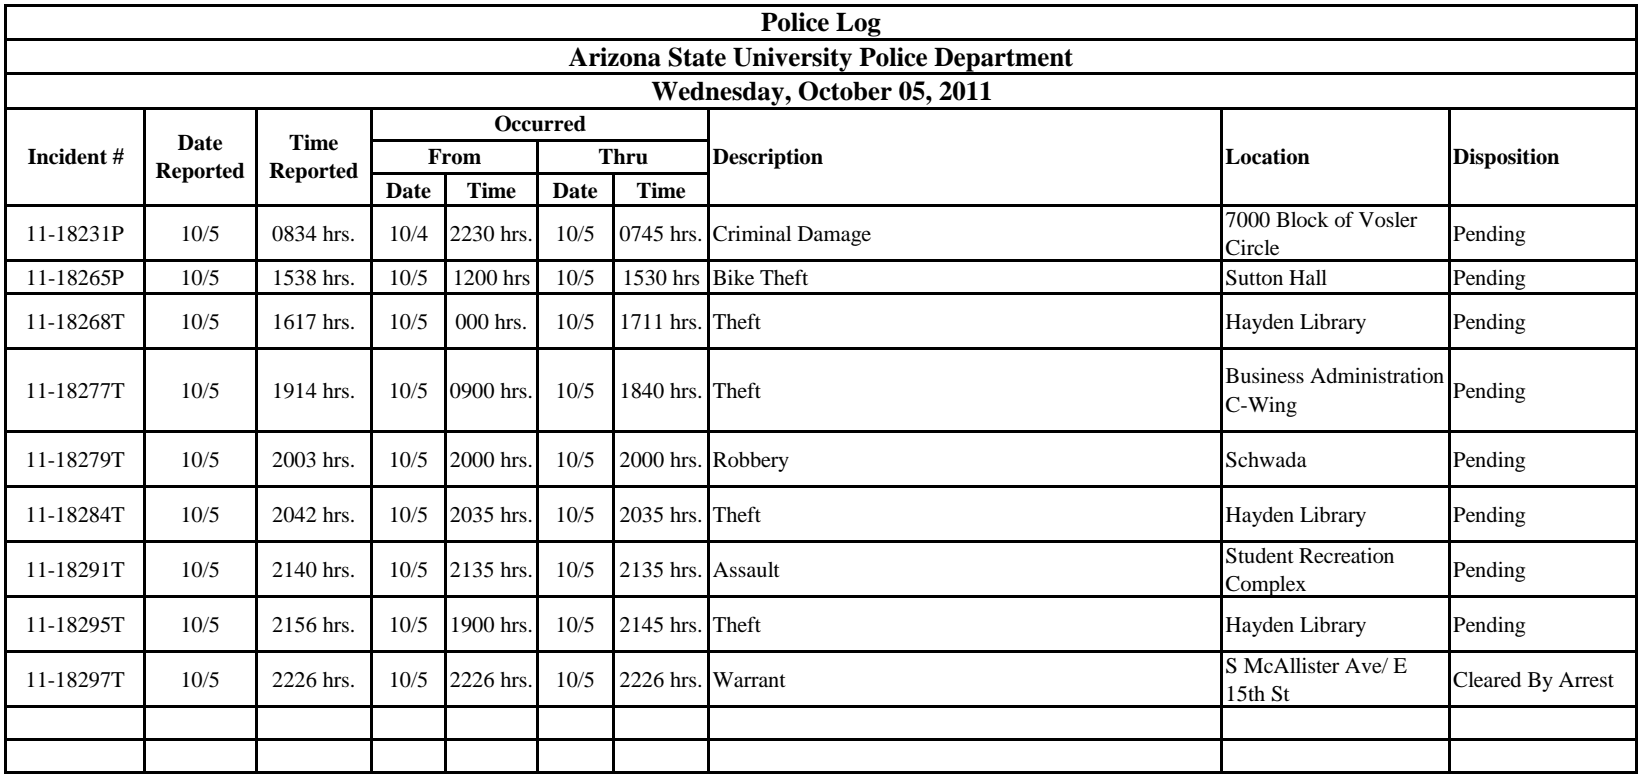 Police Log
Arizona State University Police Department
Wednesday, October 05, 2011
Incident # Date Reported Time Reported Occurred Description Location Disposition
From Thru
Date Time Date Time
11-18231P 10/5 0834 hrs. 10/4 2230 hrs. 10/5 0745 hrs. Criminal Damage 7000 Block of Vosler Circle Pending
11-18265P 10/5 1538 hrs. 10/5 1200 hrs 10/5 1530 hrs Bike Theft Sutton Hall Pending
11-18268T 10/5 1617 hrs. 10/5 000 hrs. 10/5 1711 hrs. Theft Hayden Library Pending
11-18277T 10/5 1914 hrs. 10/5 0900 hrs. 10/5 1840 hrs. Theft Business Administration C-Wing Pending
11-18279T 10/5 2003 hrs. 10/5 2000 hrs. 10/5 2000 hrs. Robbery Schwada Pending
11-18284T 10/5 2042 hrs. 10/5 2035 hrs. 10/5 2035 hrs. Theft Hayden Library Pending
11-18291T 10/5 2140 hrs. 10/5 2135 hrs. 10/5 2135 hrs. Assault Student Recreation Complex Pending
11-18295T 10/5 2156 hrs. 10/5 1900 hrs. 10/5 2145 hrs. Theft Hayden Library Pending
11-18297T 10/5 2226 hrs. 10/5 2226 hrs. 10/5 2226 hrs. Warrant S McAllister Ave/ E 15th St Cleared By Arrest